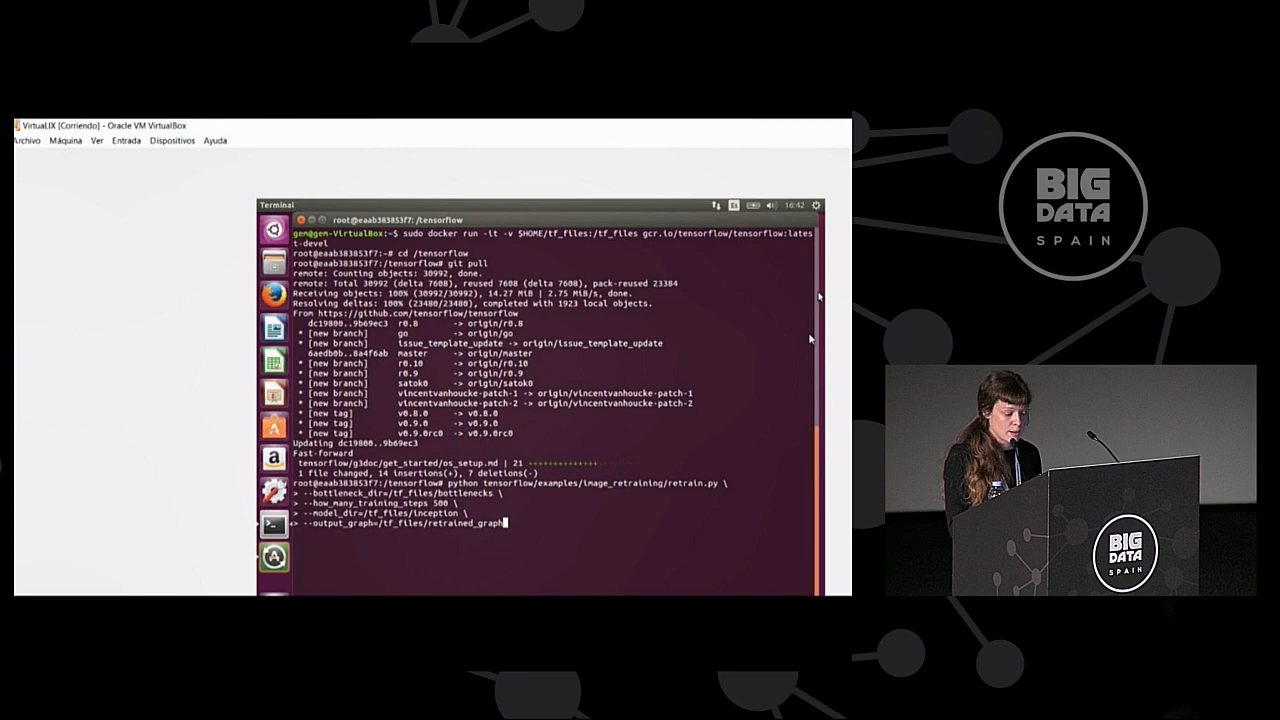 VirtuaLIX [Corriendo] - Oracle VM VirtualBox
Archivo Máquina Ver Entrada Dispositivos Ayuda
Terminal
Es
16:42
root@eaab383853f7: /tensorflow
gem@gem-VirtualBox:~$ sudo docker run -it -v $HOME/tf_files:/tf_files gcr.io/tensorflow/tensorflow:lates
t-devel
root@eaab383853f7:~# cd /tensorflow
root@eaab383853f7:/tensorflow# git pull
remote: Counting objects: 30992, done.
remote: Total 30992 (delta 7608), reused 7608 (delta 7608), pack-reused 23384
Receiving objects: 100% (30992/30992), 14.27 MiB | 2.75 MiB/s, done.
Resolving deltas: 100% (23480/23480), completed with 1923 local objects.
From https://github.com/tensorflow/tensorflow
dc19800..9b69ec3 r0.8 -> origin/r0.8
* [new branch] go -> origin/go
* [new branch] issue_template_update -> origin/issue_template_update
6aedb0b..8a4f6ab master -> origin/master
* [new branch] r0.10 -> origin/r0.10
* [new branch] r0.9 -> origin/r0.9
* [new branch] satok0 -> origin/satok0
* [new branch] vincentvanhoucke-patch-1 -> origin/vincentvanhoucke-patch-1
* [new branch] vincentvanhoucke-patch-2 -> origin/vincentvanhoucke-patch-2
* [new tag] v0.8.0 -> v0.8.0
* [new tag] v0.9.0 -> v0.9.0
* [new tag] v0.9.0rc0 -> v0.9.0rc0
Updating dc19800..9b69ec3
Fast-forward
tensorflow/g3doc/get_started/os_setup.md | 21 ++++++++++++++-------
1 file changed, 14 insertions(+), 7 deletions(-)
root@eaab383853f7:/tensorflow# python tensorflow/examples/image_retraining/retrain.py \
> --bottleneck_dir=/tf_files/bottlenecks \
> --how_many_training_steps 500 \
> --model_dir=/tf_files/inception \
> --output_graph=/tf_files/retrained_graph
BIG
DATA
SPAIN
BIG
DATA
SPAIN